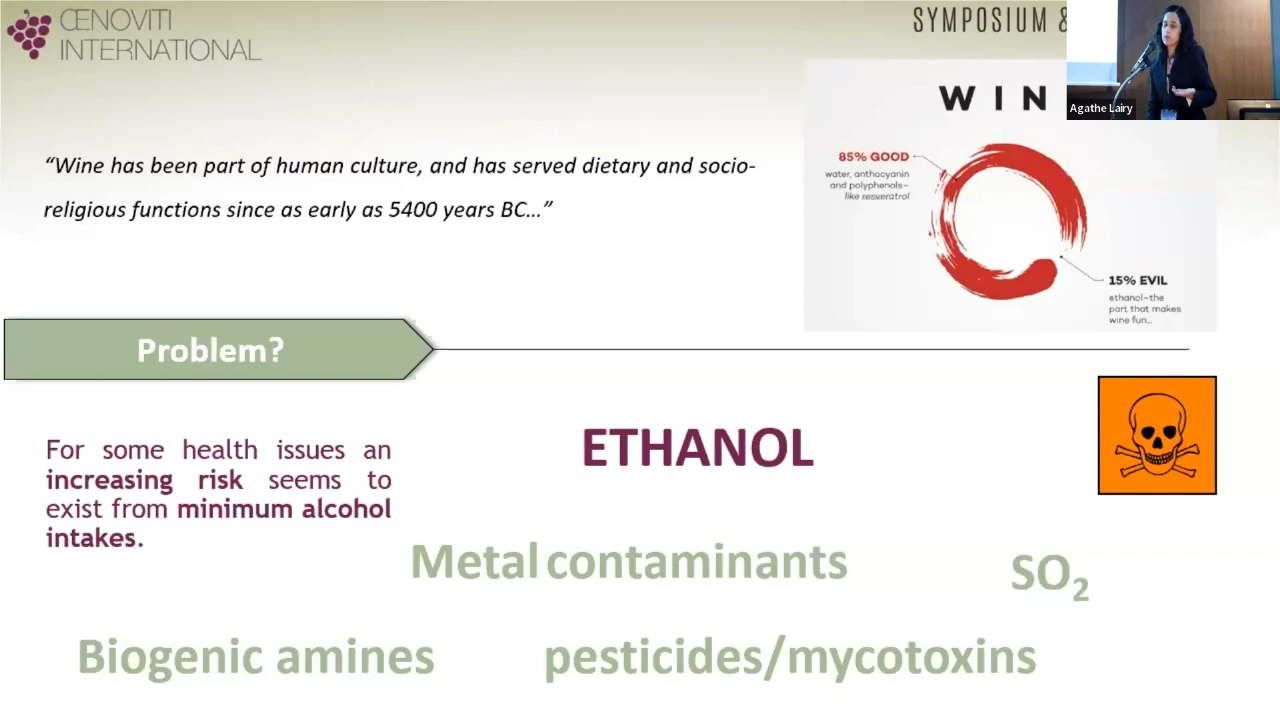 ŒNOVITI
INTERNATIONAL
SYMPOSIUM &
Agathe Lairy
WIN
“Wine has been part of human culture, and has served dietary and socio-
religious functions since as early as 5400 years BC…”
85% GOOD
water, anthocyanin
and polyphenols–
like resveratrol
15% EVIL
ethanol–the
part that makes
wine fun...
Problem?
For some health issues an
increasing risk seems to
exist from minimum alcohol
intakes.
ETHANOL
Metal contaminants
SO₂
Biogenic amines
pesticides/mycotoxins